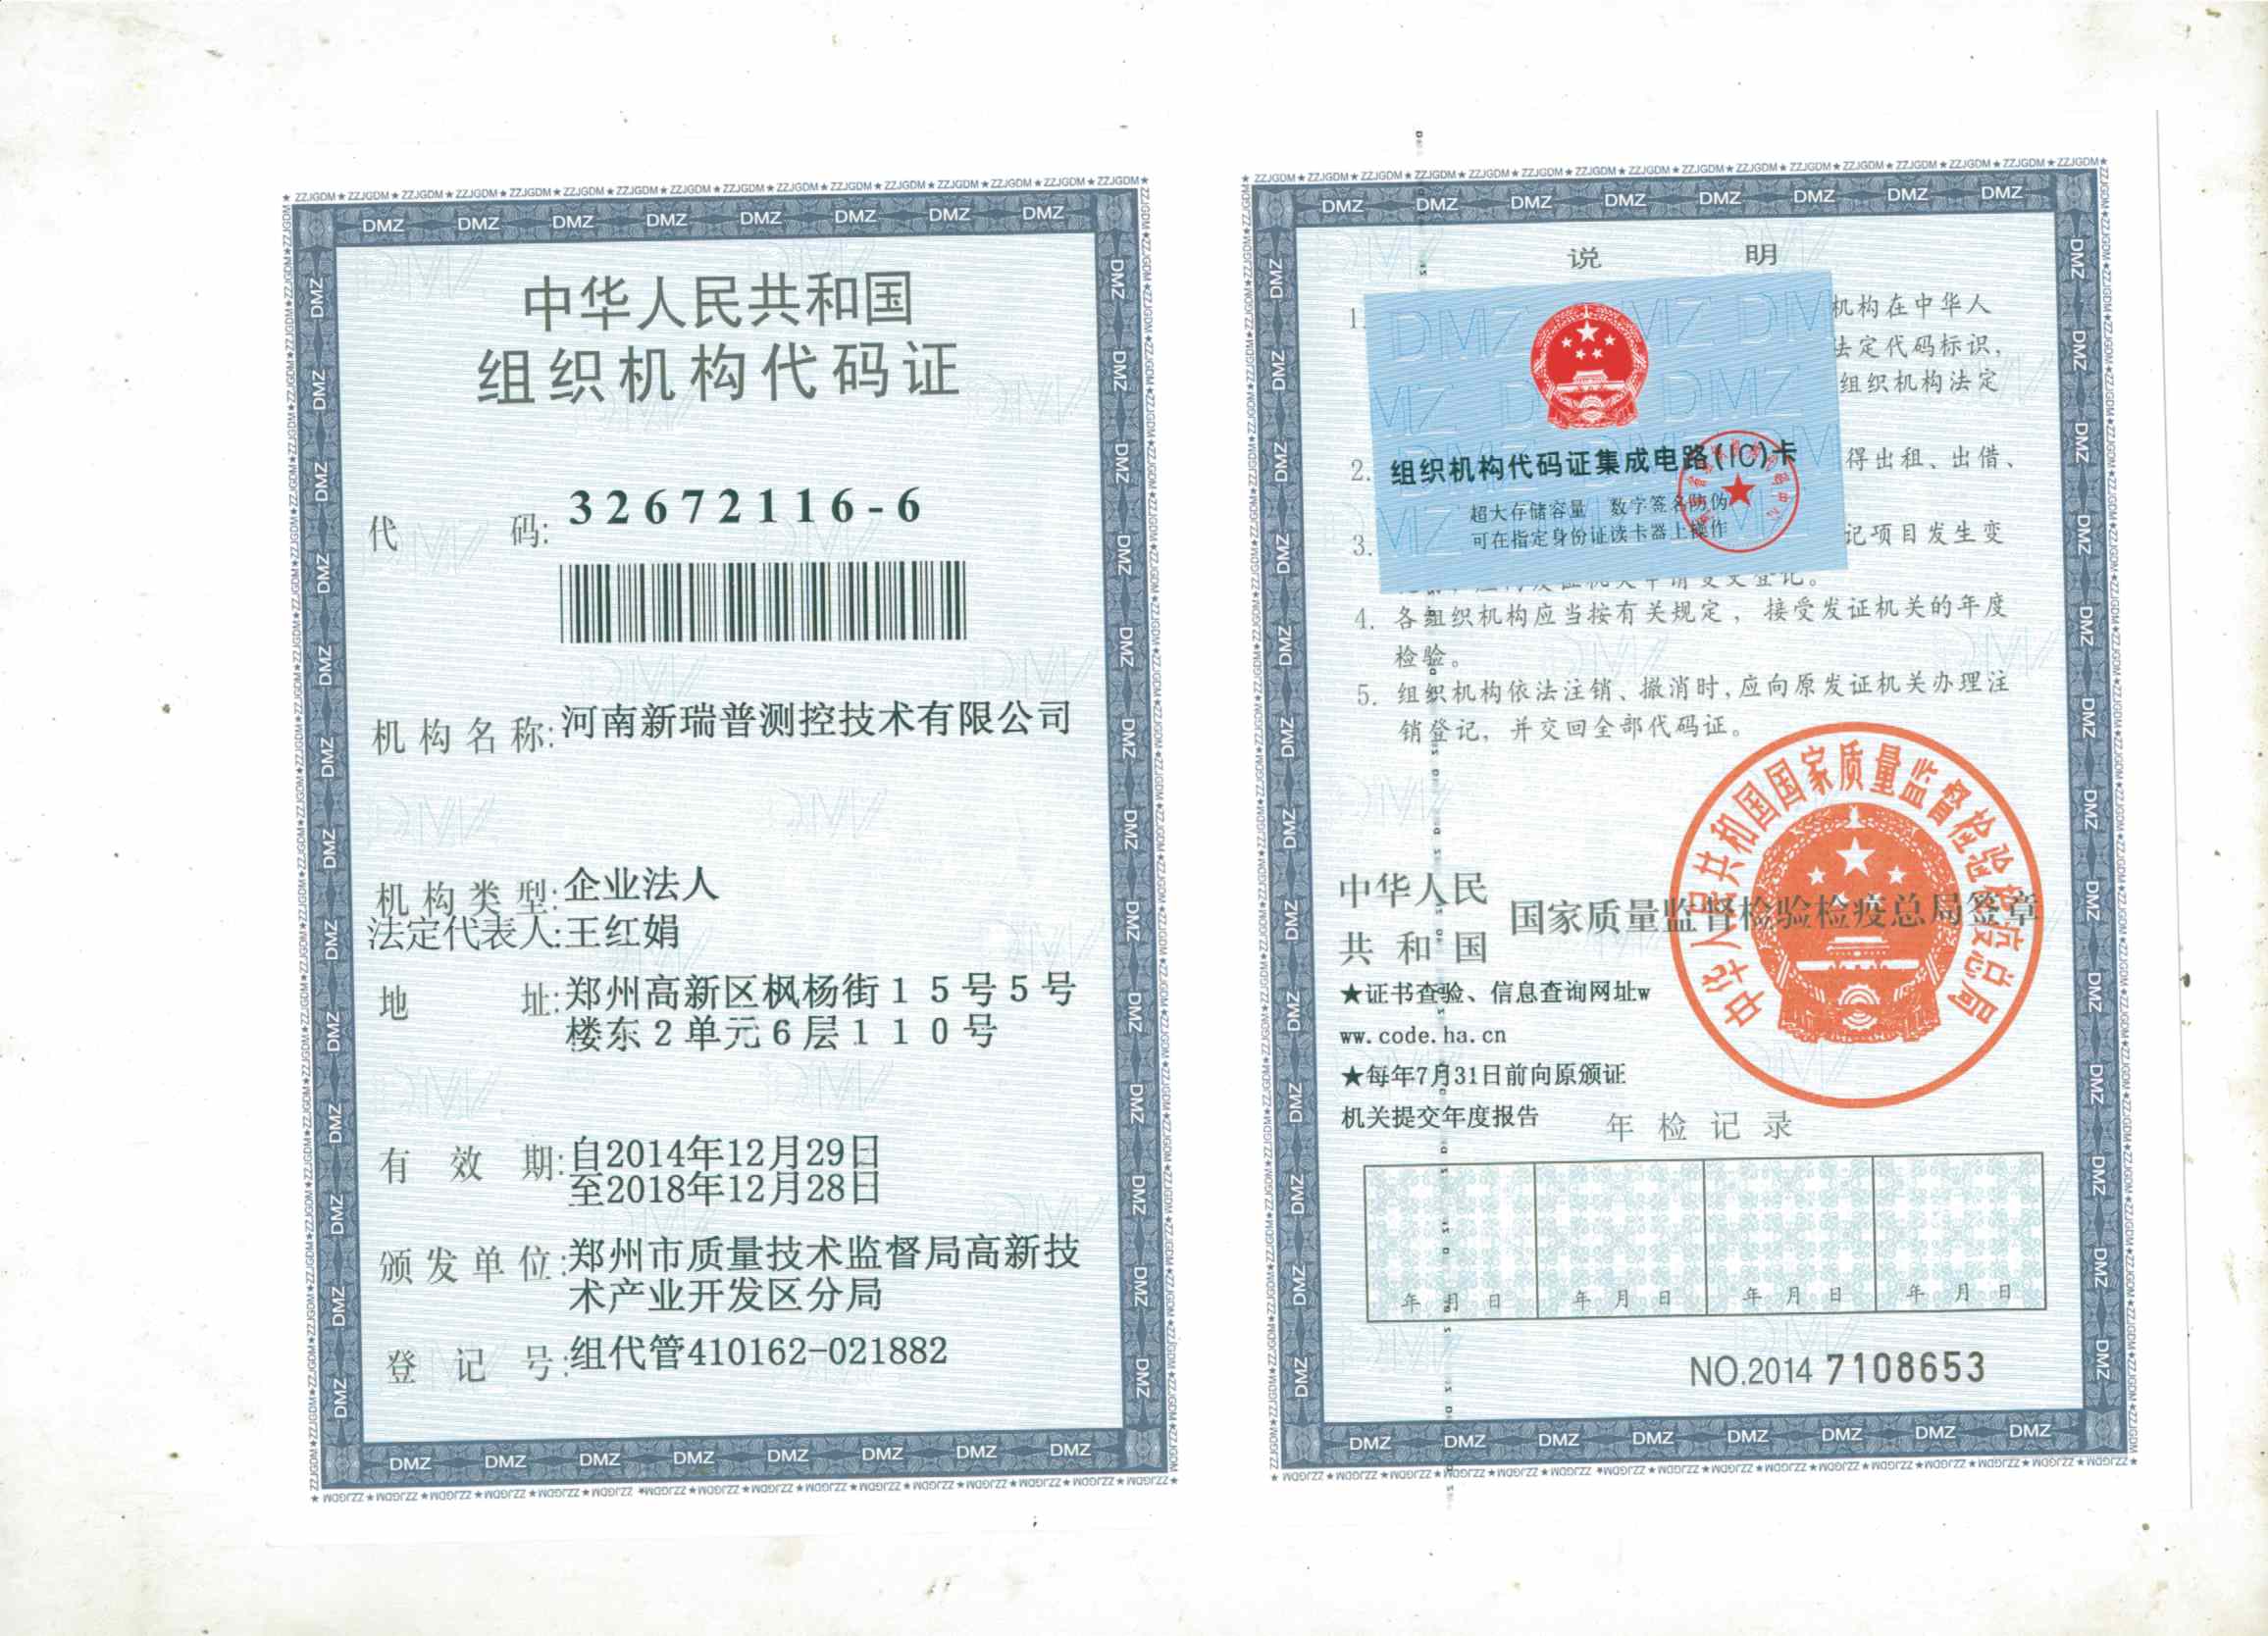 中华人民共和国
组织机构代码证
代 码: 32672116-6
机构名称: 河南新瑞普测控技术有限公司
机构类型: 企业法人
法定代表人: 王红娟
地 址: 郑州高新区枫杨街15号5号
楼东2单元6层110号
有 效 期: 自2014年12月29日
至2018年12月28日
颁发单位: 郑州市质量技术监督局高新技
术产业开发区分局
登 记 号: 组代管410162-021882
说 明
1. 机构在中华人
法定代码标识,
组织机构法定
组织机构代码证集成电路(IC)卡
超大存储容量 数字签名防伪
可在指定身份证读卡器上操作
2. 得出租、出借、
3. 记项目发生变
4. 各组织机构应当按有关规定，接受发证机关的年度
检验。
5. 组织机构依法注销、撤消时,应向原发证机关办理注
销登记，并交回全部代码证。
中华人民
共和国 国家质量监督检验检疫总局签章
中华人民共和国国家质量监督检验检疫总局
★证书查验、信息查询网址w
ww.code.ha.cn
★每年7月31日前向原颁证
机关提交年度报告
年检记录
年 月 日 年 月 日 年 月 日 年 月 日
NO.2014 7108653